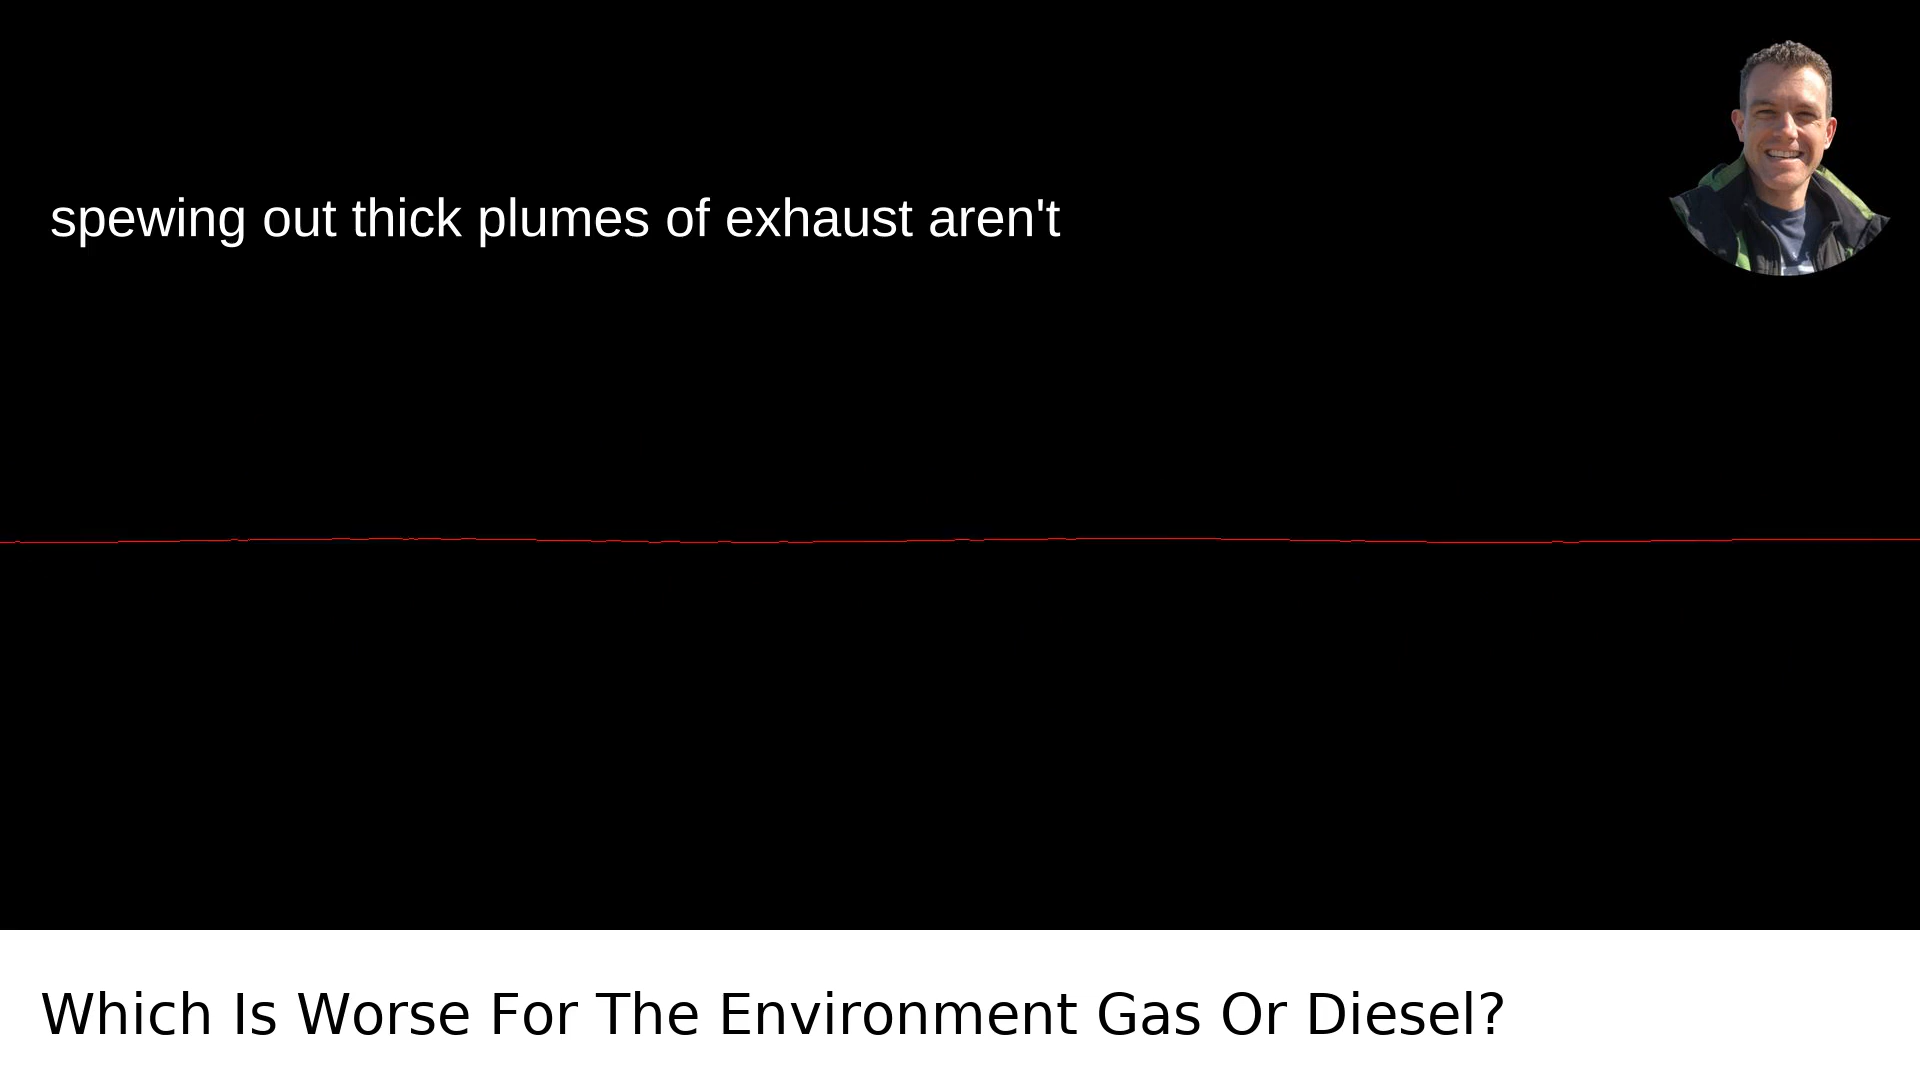 spewing out thick plumes of exhaust aren't
Which Is Worse For The Environment Gas Or Diesel?